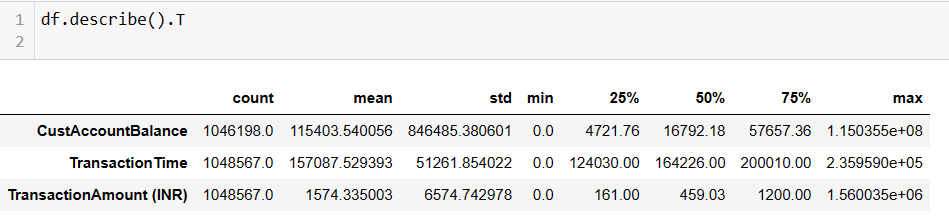 1 df.describe().T
2
count mean std min 25% 50% 75% max
CustAccountBalance 1046198.0 115403.540056 846485.380601 0.0 4721.76 16792.18 57657.36 1.150355e+08
TransactionTime 1048567.0 157087.529393 51261.854022 0.0 124030.00 164226.00 200010.00 2.359590e+05
TransactionAmount (INR) 1048567.0 1574.335003 6574.742978 0.0 161.00 459.03 1200.00 1.560035e+06